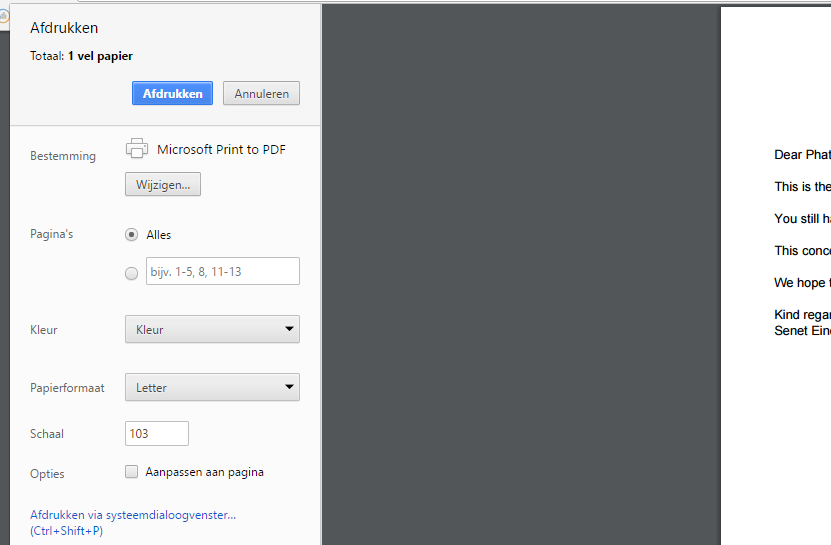 Afdrukken
Totaal: 1 vel papier
Afdrukken Annuleren
Bestemming Microsoft Print to PDF
Wijzigen...
Pagina's Alles
bijv. 1-5, 8, 11-13
Kleur Kleur
Papierformaat Letter
Schaal 103
Opties Aanpassen aan pagina
Afdrukken via systeemdialoogvenster...
(Ctrl+Shift+P)
Dear Phat
This is the
You still
This conc
We hope
Kind regar
Senet Ein